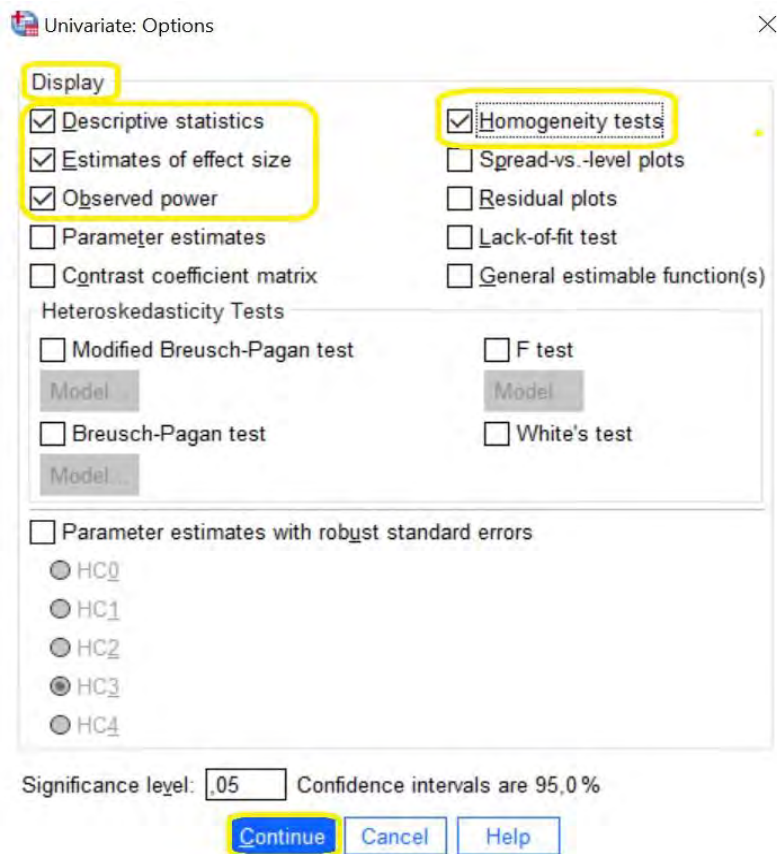 Univariate: Options
Display
Descriptive statistics
Homogeneity tests
Estimates of effect size
Spread-vs.-level plots
Observed power
Residual plots
Parameter estimates
Lack-of-fit test
Contrast coefficient matrix
General estimable function(s)
Heteroskedasticity Tests
Modified Breusch-Pagan test
F test
Model...
Model...
Breusch-Pagan test
White's test
Model...
Parameter estimates with robust standard errors
HC0
HC1
HC2
HC3
HC4
Significance level: ,05 Confidence intervals are 95,0 %
Continue Cancel Help